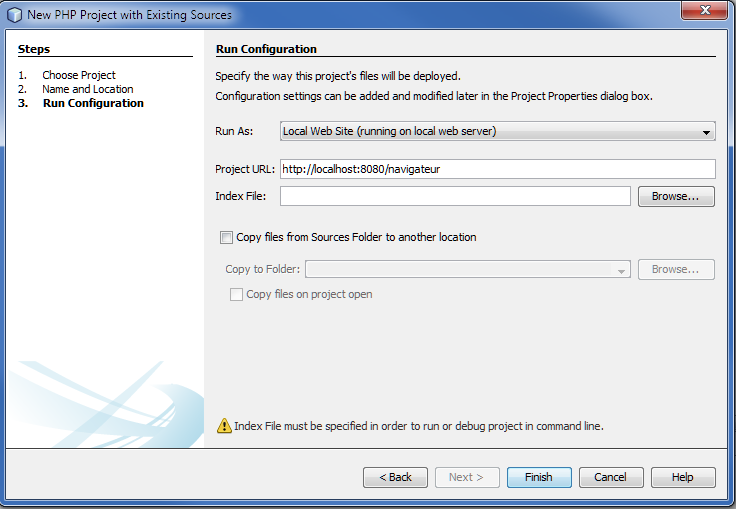 New PHP Project with Existing Sources
Steps
1. Choose Project
2. Name and Location
3. Run Configuration
Run Configuration
Specify the way this project's files will be deployed.
Configuration settings can be added and modified later in the Project Properties dialog box.
Run As: Local Web Site (running on local web server)
Project URL: http://localhost:8080/navigateur
Index File: Browse...
Copy files from Sources Folder to another location
Copy to Folder: Browse...
Copy files on project open
Index File must be specified in order to run or debug project in command line.
< Back Next > Finish Cancel Help